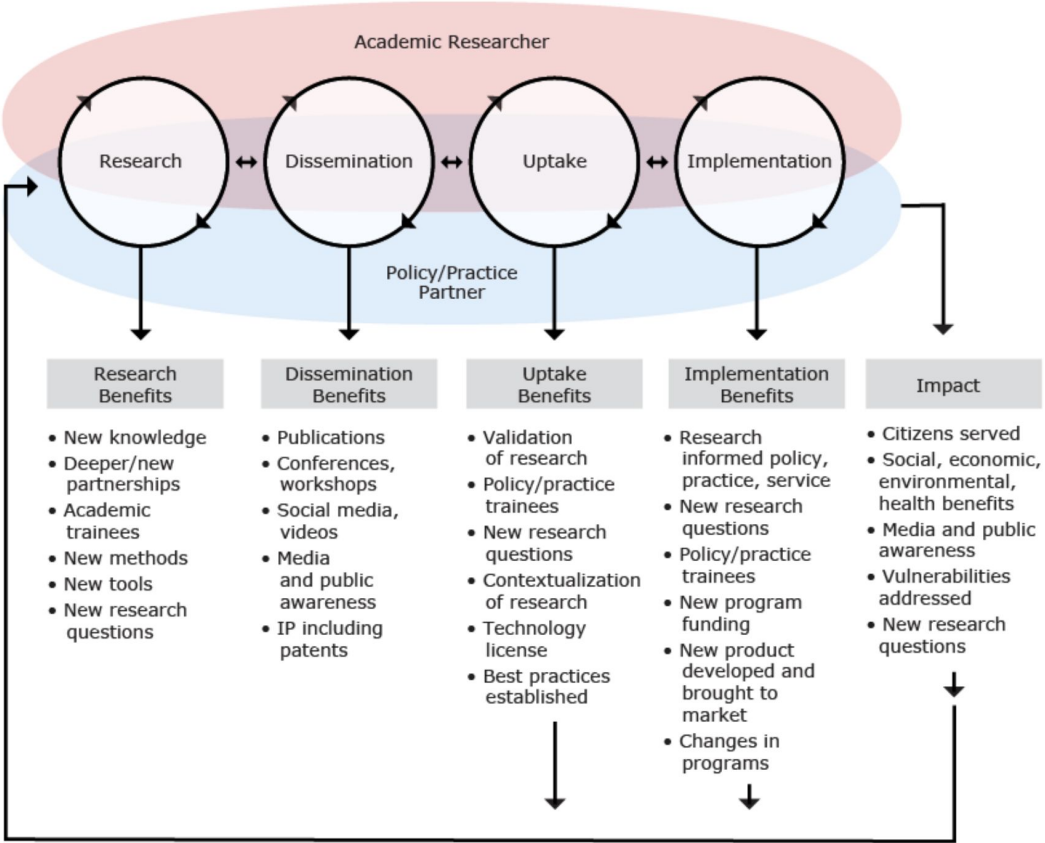 Academic Researcher
Research
Dissemination
Uptake
Implementation
Policy/Practice
Partner
Research
Benefits
• New knowledge
• Deeper/new
partnerships
• Academic
trainees
• New methods
• New tools
• New research
questions
Dissemination
Benefits
• Publications
• Conferences,
workshops
• Social media,
videos
• Media
and public
awareness
• IP including
patents
Uptake
Benefits
• Validation
of research
• Policy/practice
trainees
• New research
questions
• Contextualization
of research
• Technology
license
• Best practices
established
Implementation
Benefits
• Research
informed policy,
practice, service
• New research
questions
• Policy/practice
trainees
• New program
funding
• New product
developed and
brought to
market
• Changes in
programs
Impact
• Citizens served
• Social, economic,
environmental,
health benefits
• Media and public
awareness
• Vulnerabilities
addressed
• New research
questions